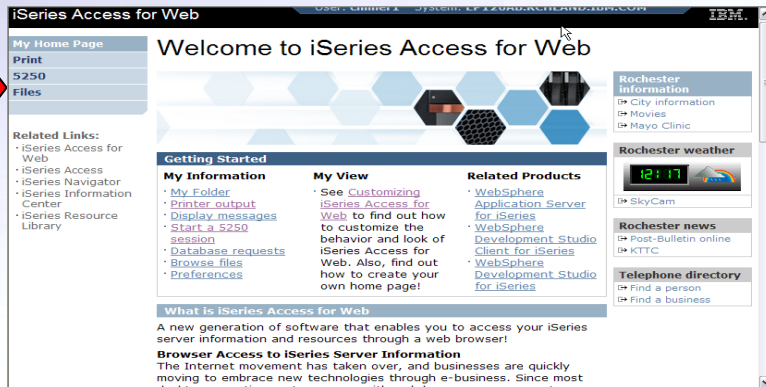 iSeries Access for Web
IBM.
My Home Page
Print
5250
Files
Related Links:
· iSeries Access for
Web
· iSeries Access
· iSeries Navigator
· iSeries Information
Center
· iSeries Resource
Library
Welcome to iSeries Access for Web
Getting Started
My Information
· My Folder
· Printer output
· Display messages
· Start a 5250
session
· Database requests
· Browse files
· Preferences
My View
· See Customizing
iSeries Access for
Web to find out how
to customize the
behavior and look of
iSeries Access for
Web. Also, find out
how to create your
own home page!
Related Products
· WebSphere
Application Server
for iSeries
· WebSphere
Development Studio
Client for iSeries
· WebSphere
Development Studio
for iSeries
What is iSeries Access for Web
A new generation of software that enables you to access your iSeries
server information and resources through a web browser!
Browser Access to iSeries Server Information
The Internet movement has taken over, and businesses are quickly
moving to embrace new technologies through e-business. Since most
Rochester
information
City information
Movies
Mayo Clinic
Rochester weather
12:17
SkyCam
Rochester news
Post-Bulletin online
KTTC
Telephone directory
Find a person
Find a business